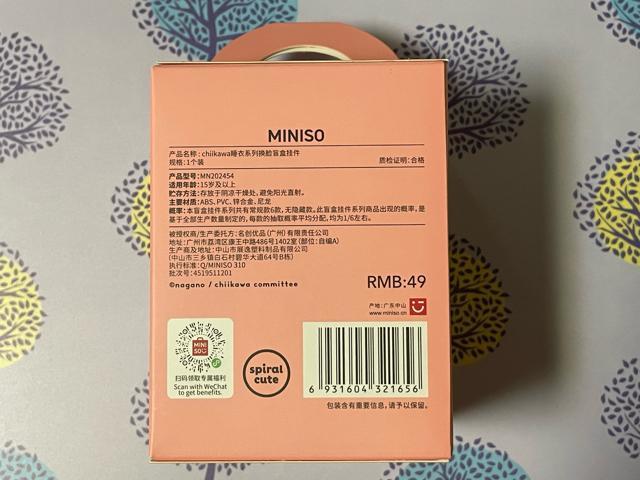 MINISO
产品名称：chiikawa睡衣系列换脸盲盒挂件
规格：1个装 质检证明：合格
产品型号：MN202454
适用年龄：15岁及以上
贮存方法：存放于阴凉干燥处，避免阳光直射。
主要材质：ABS、PVC、锌合金、尼龙
概率：本盲盒挂件系列共有常规款6款，无隐藏款。此盲盒挂件系列商品出现的概率，是
基于全部生产数量制定的，每款的抽取概率平均分配，均为1/6左右。
被授权商/生产委托方：名创优品（广州）有限责任公司
地址：广州市荔湾区康王中路486号1402室（部位：自编A）
生产商及地址：中山市展逸塑料制品有限公司
（中山市三乡镇白石村碧华大道64号B栋）
执行标准：Q/MINISO 310
批次号：4519511201
©nagano / chiikawa committee
RMB:49
产地：广东中山
www.miniso.cn
MINI
SO
扫码领取专属福利
Scan with WeChat
to get benefits.
spiral
cute
6 931604 321656
包装含有重要信息，请予以保留。